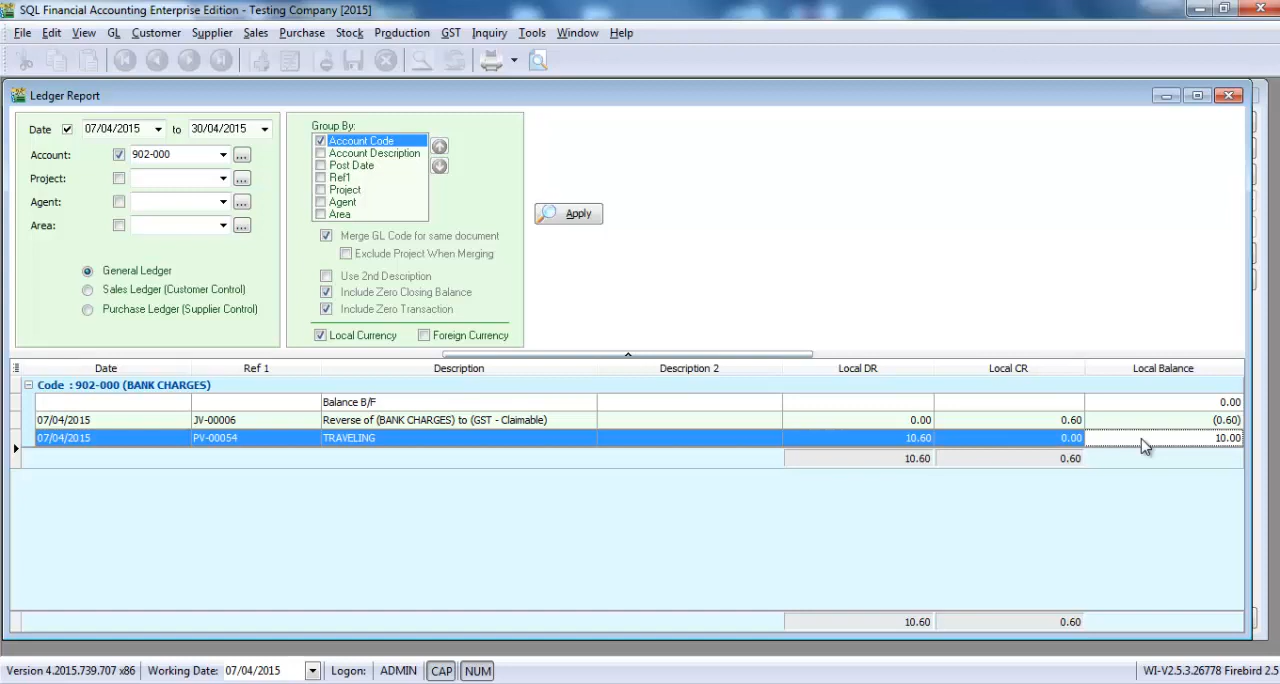 SQL Financial Accounting Enterprise Edition - Testing Company [2015]
File Edit View GL Customer Supplier Sales Purchase Stock Production GST Inquiry Tools Window Help
Ledger Report
Date 07/04/2015 to 30/04/2015
Account: 902-000 ...
Project: ...
Agent: ...
Area: ...
General Ledger
Sales Ledger (Customer Control)
Purchase Ledger (Supplier Control)
Group By:
Account Code
Account Description
Post Date
Ref1
Project
Agent
Area
Merge GL Code for same document
Exclude Project When Merging
Use 2nd Description
Include Zero Closing Balance
Include Zero Transaction
Local Currency Foreign Currency
Apply
Date Ref 1 Description Description 2 Local DR Local CR Local Balance
Code : 902-000 (BANK CHARGES)
Balance B/F 0.00
07/04/2015 JV-00006 Reverse of (BANK CHARGES) to (GST - Claimable) 0.00 0.60 (0.60)
07/04/2015 PV-00054 TRAVELING 10.60 0.00 10.00
10.60 0.60
10.60 0.60
Version 4.2015.739.707 x86 Working Date: 07/04/2015 Logon: ADMIN CAP NUM WI-V2.5.3.26778 Firebird 2.5